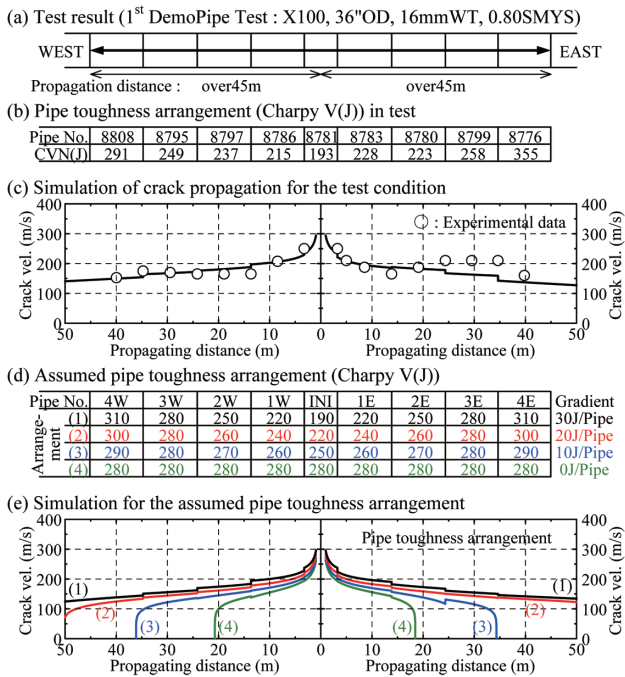 (a) Test result (1st DemoPipe Test : X100, 36"OD, 16mmWT, 0.80SMYS)
WEST EAST
Propagation distance : over45m over45m
(b) Pipe toughness arrangement (Charpy V(J)) in test
Pipe No. 8808 8795 8797 8786 8781 8783 8780 8799 8776
CVN(J) 291 249 237 215 193 228 223 258 355
(c) Simulation of crack propagation for the test condition
400 400
300 : Experimental data 300
200 200
100 100
0 0
Crack vel. (m/s) Crack vel. (m/s)
50 40 30 20 10 0 10 20 30 40 50
Propagating distance (m) Propagating distance (m)
(d) Assumed pipe toughness arrangement (Charpy V(J))
Pipe No. 4W 3W 2W 1W INI 1E 2E 3E 4E Gradient
Arrange-
ment
(1) 310 280 250 220 190 220 250 280 310 30J/Pipe
(2) 300 280 260 240 220 240 260 280 300 20J/Pipe
(3) 290 280 270 260 250 260 270 280 290 10J/Pipe
(4) 280 280 280 280 280 280 280 280 280 0J/Pipe
(e) Simulation for the assumed pipe toughness arrangement
400 400
Pipe toughness arrangement
300 300
200 200
(1) (1)
100 (2) (2) 100
(3) (4) (4) (3)
0 0
Crack vel. (m/s) Crack vel. (m/s)
50 40 30 20 10 0 10 20 30 40 50
Propagating distance (m) Propagating distance (m)